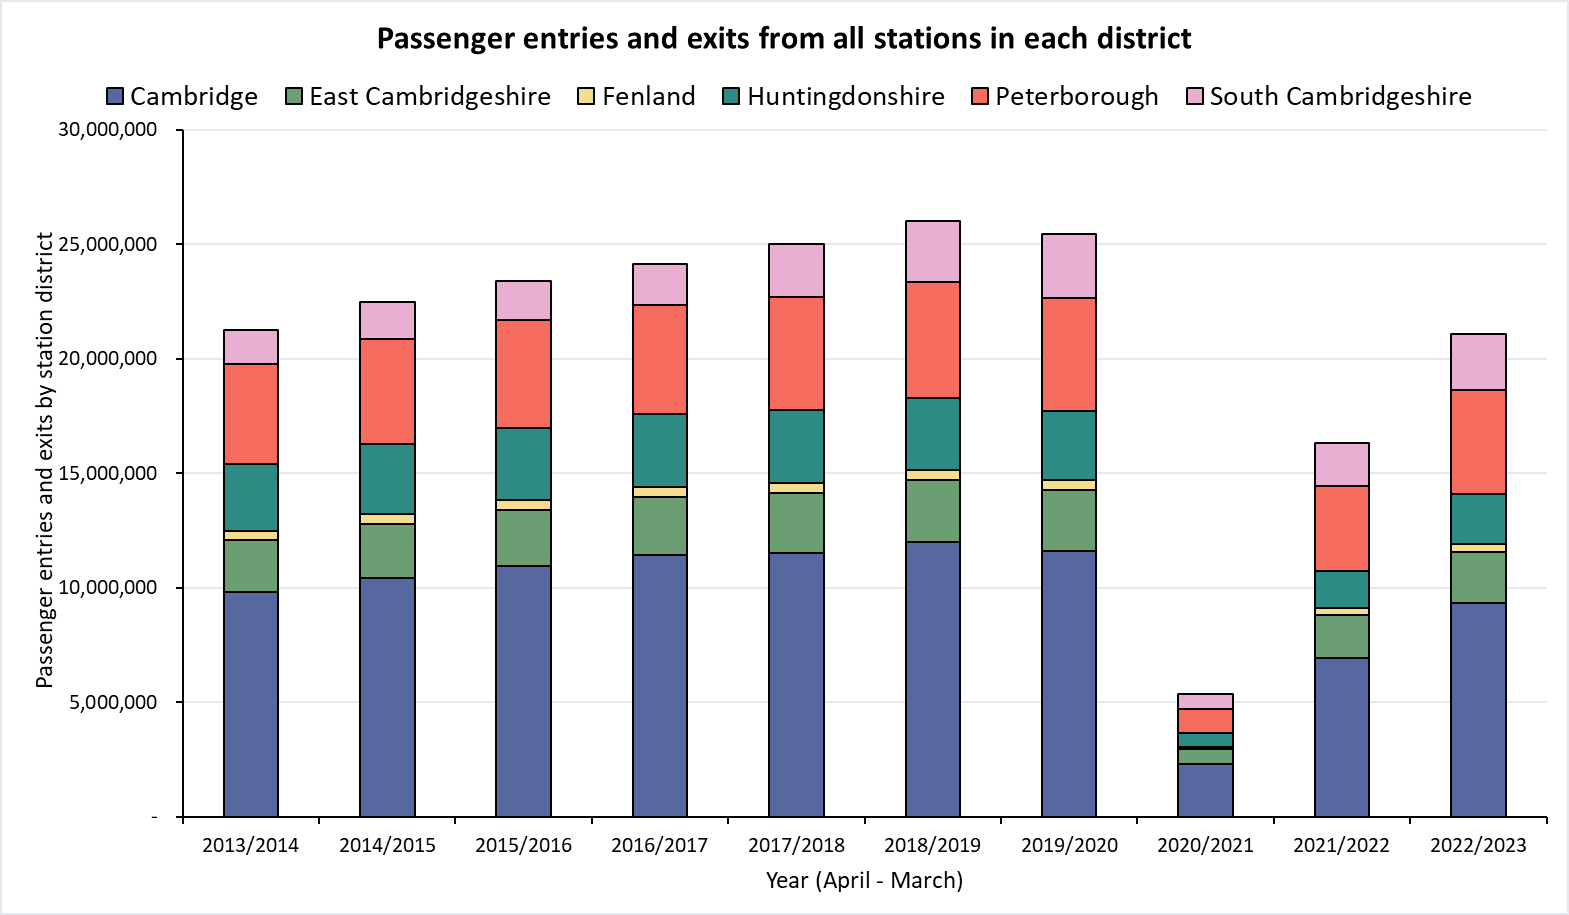 Passenger entries and exits from all stations in each district
Cambridge East Cambridgeshire Fenland Huntingdonshire Peterborough South Cambridgeshire
Passenger entries and exits by station district
30,000,000
25,000,000
20,000,000
15,000,000
10,000,000
5,000,000
-
2013/2014 2014/2015 2015/2016 2016/2017 2017/2018 2018/2019 2019/2020 2020/2021 2021/2022 2022/2023
Year (April - March)